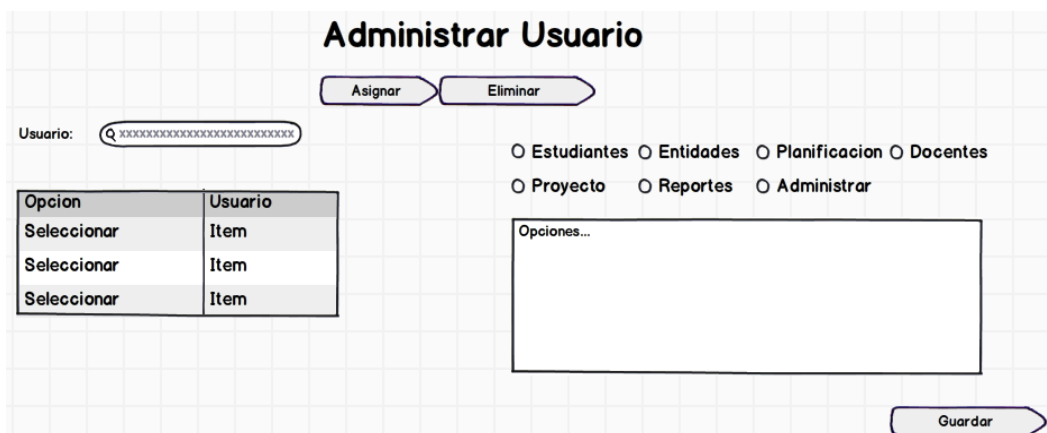 Administrar Usuario
Asignar Eliminar
Usuario: xxxxxxxxxxxxxxxxxxxxxxxxxx
Estudiantes Entidades Planificacion Docentes
Proyecto Reportes Administrar
Opcion Usuario
Seleccionar Item
Seleccionar Item
Seleccionar Item
Opciones...
Guardar